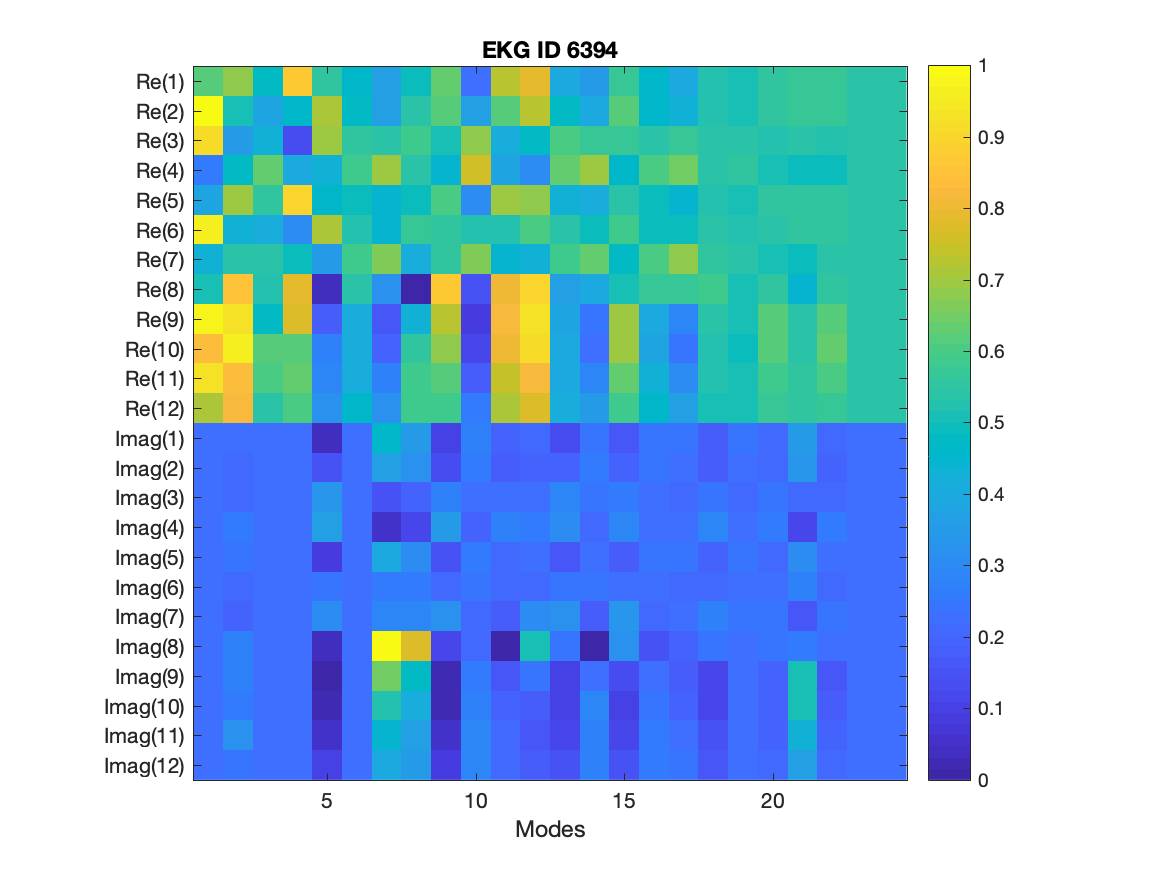 EKG ID 6394
Re(1)
Re(2)
Re(3)
Re(4)
Re(5)
Re(6)
Re(7)
Re(8)
Re(9)
Re(10)
Re(11)
Re(12)
Imag(1)
Imag(2)
Imag(3)
Imag(4)
Imag(5)
Imag(6)
Imag(7)
Imag(8)
Imag(9)
Imag(10)
Imag(11)
Imag(12)
5 10 15 20
Modes
1
0.9
0.8
0.7
0.6
0.5
0.4
0.3
0.2
0.1
0